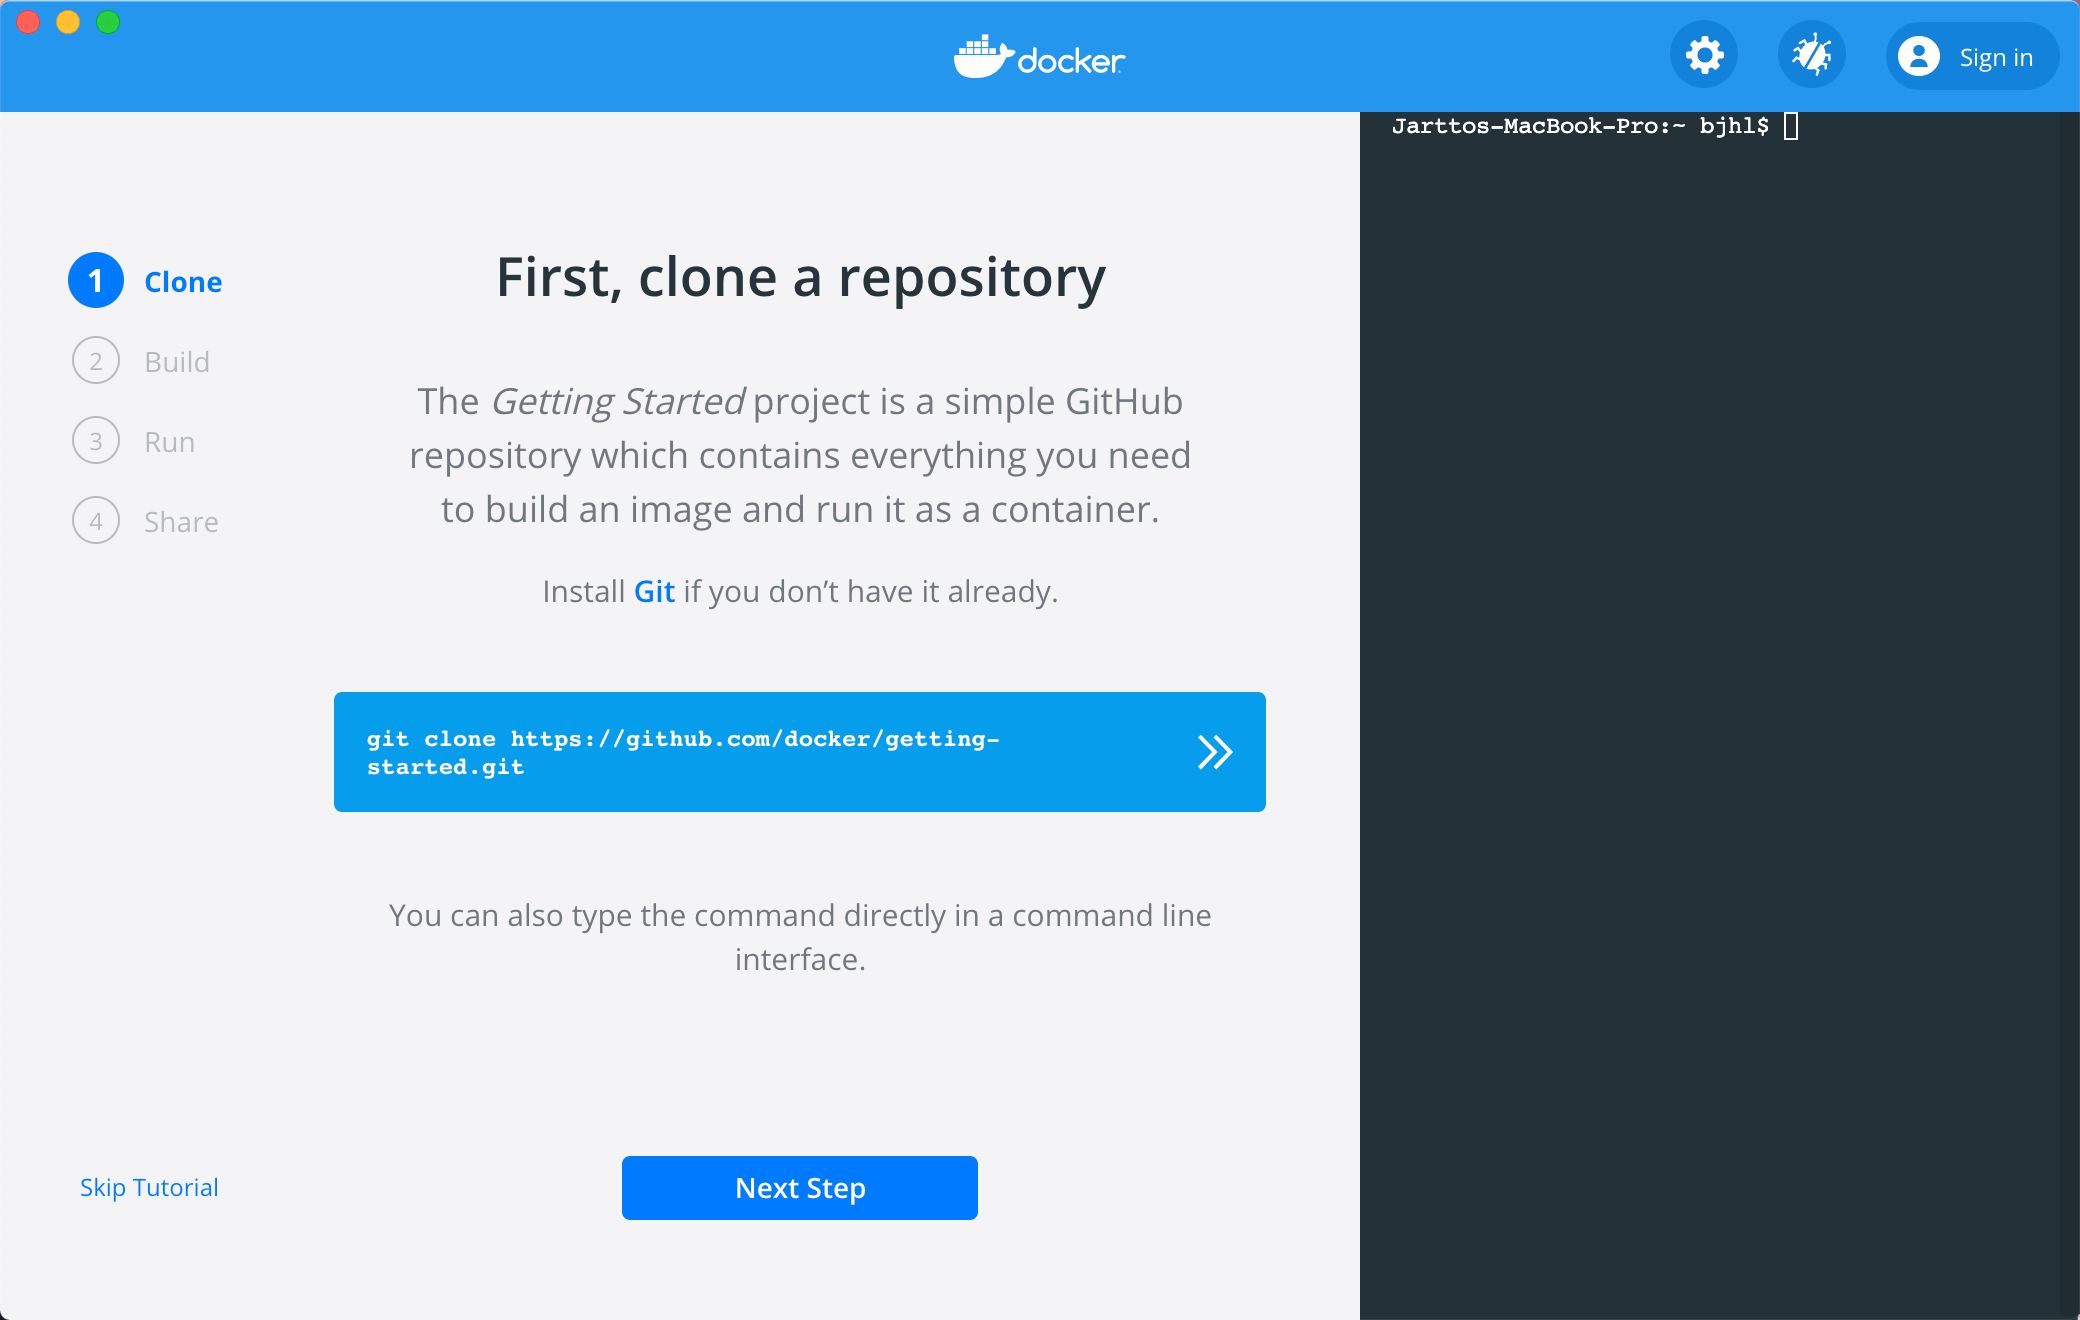 docker
Sign in
Jarttos-MacBook-Pro:~ bjhl$
1 Clone
2 Build
3 Run
4 Share
First, clone a repository
The Getting Started project is a simple GitHub
repository which contains everything you need
to build an image and run it as a container.
Install Git if you don’t have it already.
git clone https://github.com/docker/getting-
started.git
You can also type the command directly in a command line
interface.
Skip Tutorial
Next Step